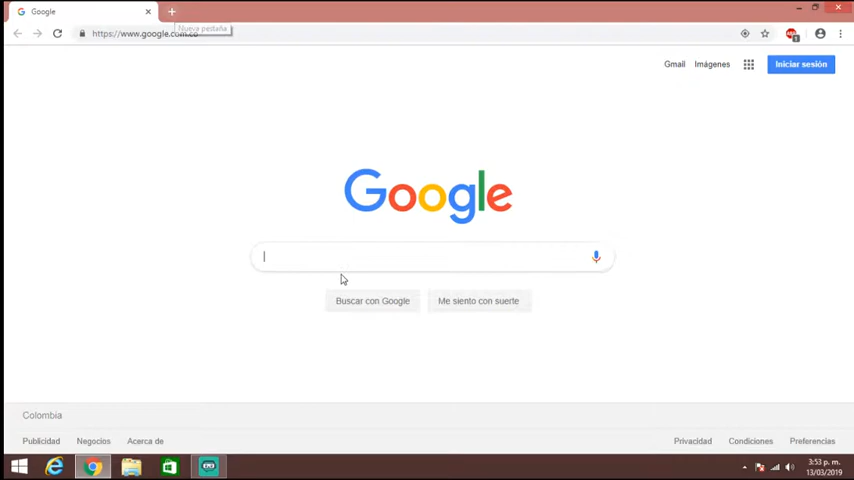 Google
Nueva pestaña
https://www.google.com.co
Gmail
Imágenes
Iniciar sesión
Google
Buscar con Google
Me siento con suerte
Colombia
Publicidad
Negocios
Acerca de
Privacidad
Condiciones
Preferencias
3:53 p. m.
13/03/2019